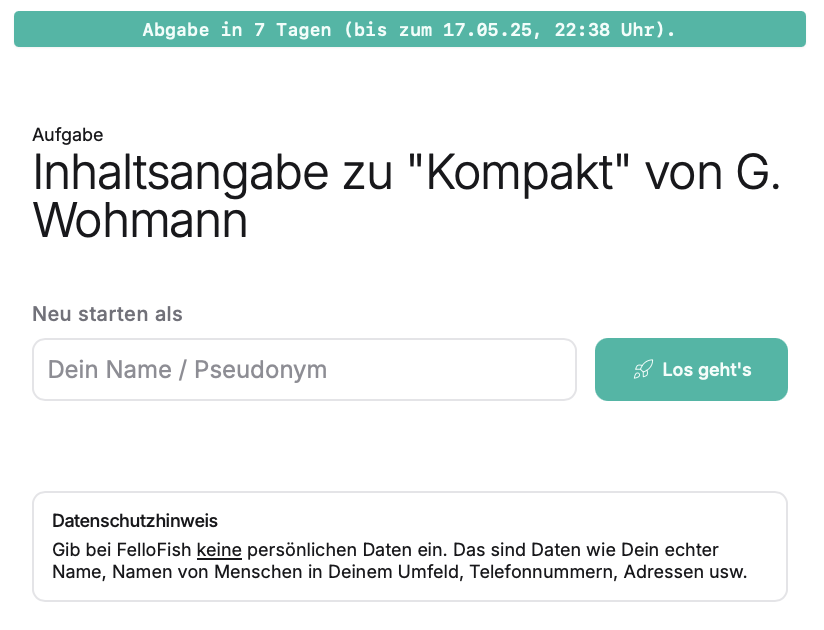 Abgabe in 7 Tagen (bis zum 17.05.25, 22:38 Uhr).
Aufgabe
Inhaltsangabe zu "Kompakt" von G.
Wohmann
Neu starten als
Dein Name / Pseudonym
Los geht's
Datenschutzhinweis
Gib bei FelloFish keine persönlichen Daten ein. Das sind Daten wie Dein echter
Name, Namen von Menschen in Deinem Umfeld, Telefonnummern, Adressen usw.